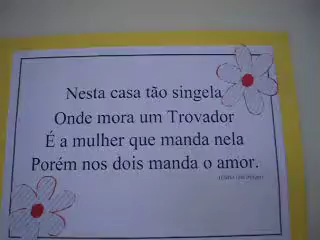 Nesta casa tão singela
Onde mora um Trovador
É a mulher que manda nela
Porém nos dois manda o amor.